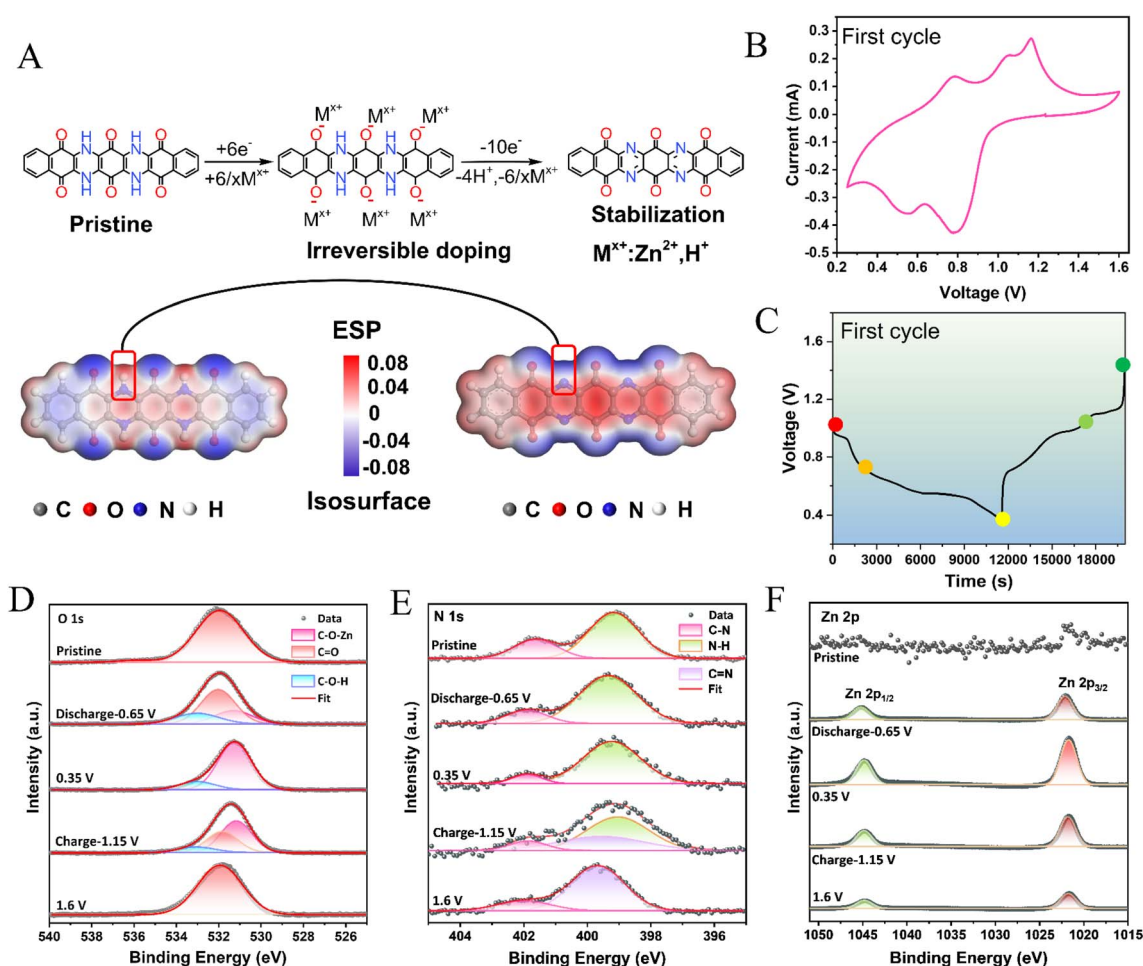 A
O O O
H H
N N
N N
H H
O O O
Pristine
+6e⁻
+6/xMˣ⁺
Mˣ⁺ Mˣ⁺ Mˣ⁺
O⁻ H O⁻ H O⁻
N N
N N
O⁻ H O⁻ H O⁻
Mˣ⁺ Mˣ⁺ Mˣ⁺
Irreversible doping
-10e⁻
-4H⁺,-6/xMˣ⁺
O O O
N N
N N
O O O
Stabilization
Mˣ⁺:Zn²⁺,H⁺
ESP
0.08
0.04
0
-0.04
-0.08
Isosurface
C O N H
C O N H
B
First cycle
Current (mA)
0.3
0.2
0.1
0.0
-0.1
-0.2
-0.3
-0.4
-0.5
0.2 0.4 0.6 0.8 1.0 1.2 1.4 1.6
Voltage (V)
C
First cycle
Voltage (V)
1.6
1.2
0.8
0.4
0 3000 6000 9000 12000 15000 18000
Time (s)
D
O 1s
Data
C-O-Zn
C=O
C-O-H
Fit
Pristine
Discharge-0.65 V
0.35 V
Charge-1.15 V
1.6 V
Intensity (a.u.)
540 538 536 534 532 530 528 526
Binding Energy (eV)
E
N 1s
Data
C-N
N-H
C=N
Fit
Pristine
Discharge-0.65 V
0.35 V
Charge-1.15 V
1.6 V
Intensity (a.u.)
404 402 400 398 396
Binding Energy (eV)
F
Zn 2p
Pristine
Zn 2p₁/₂
Zn 2p₃/₂
Discharge-0.65 V
0.35 V
Charge-1.15 V
1.6 V
Intensity (a.u.)
1050 1045 1040 1035 1030 1025 1020 1015
Binding Energy (eV)